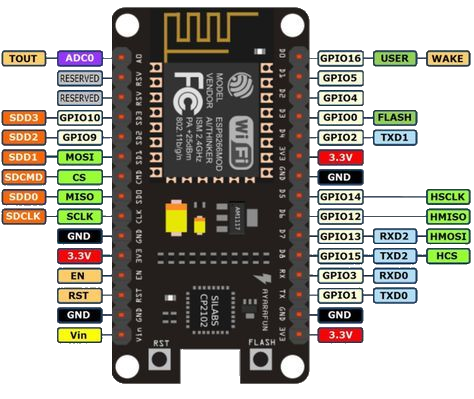 TOUT ADC0 A0 D0 GPIO16 USER WAKE
RESERVED RSV D1 GPIO5
RESERVED RSV D2 GPIO4
SDD3 GPIO10 SD3 D3 GPIO0 FLASH
SDD2 GPIO9 SD2 D4 GPIO2 TXD1
SDD1 MOSI SD1 3V3 3.3V
SDCMD CS CMD GND GND
SDD0 MISO SD0 D5 GPIO14 HSCLK
SDCLK SCLK CLK D6 GPIO12 HMISO
GND GND D7 GPIO13 RXD2 HMOSI
3.3V 3V3 D8 GPIO15 TXD2 HCS
EN EN RX GPIO3 RXD0
RST RST TX GPIO1 TXD0
GND GND GND GND
Vin Vin 3V3 3.3V
MODEL
VENDOR
ESP8266MOD
AI/THINKER
ISM 2.4GHz
PA +25dBm
802.11b/g/n
FC
WiFi
AM1117
SILABS
CP2102
AYARAFUN
RST
FLASH